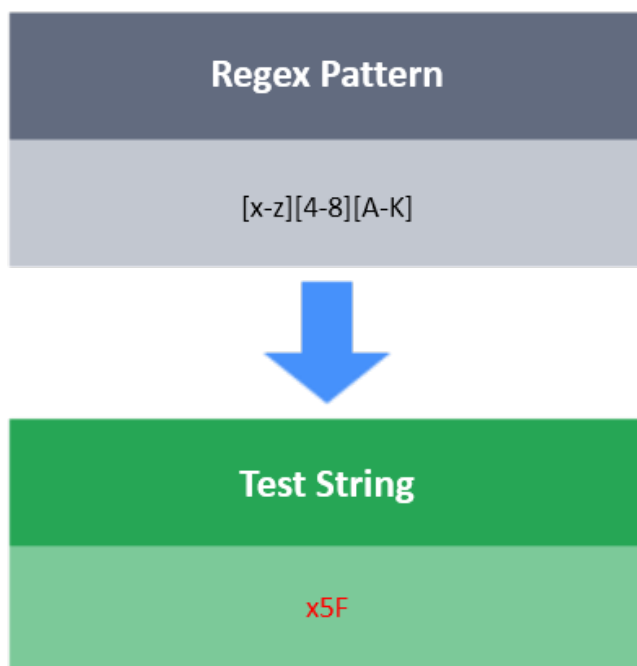 Regex Pattern
[x-z][4-8][A-K]
Test String
x5F